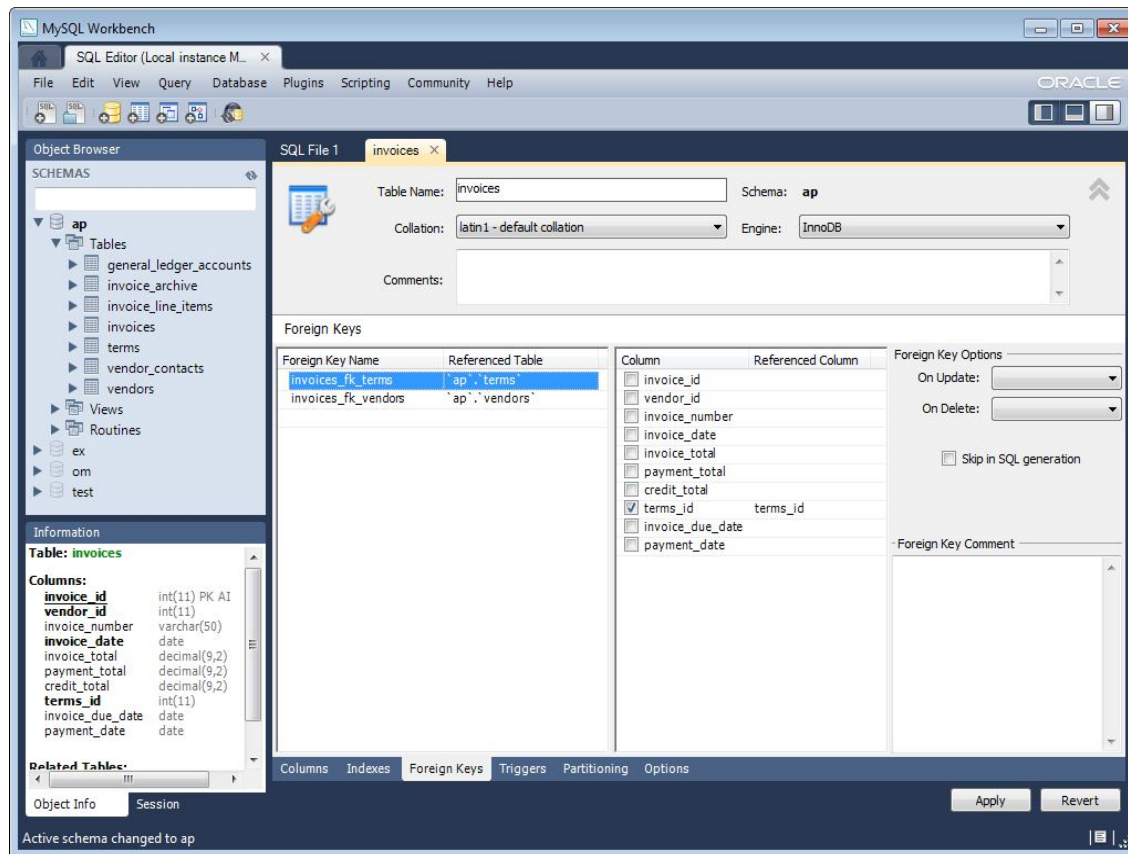 MySQL Workbench
SQL Editor (Local instance M...
File Edit View Query Database Plugins Scripting Community Help
ORACLE
SQL SQL
Object Browser
SCHEMAS
ap
Tables
general_ledger_accounts
invoice_archive
invoice_line_items
invoices
terms
vendor_contacts
vendors
Views
Routines
ex
om
test
Information
Table: invoices
Columns:
invoice_id int(11) PK AI
vendor_id int(11)
invoice_number varchar(50)
invoice_date date
invoice_total decimal(9,2)
payment_total decimal(9,2)
credit_total decimal(9,2)
terms_id int(11)
invoice_due_date date
payment_date date
Related Tables:
Object Info Session
SQL File 1 invoices
Table Name: invoices Schema: ap
Collation: latin1 - default collation Engine: InnoDB
Comments:
Foreign Keys
Foreign Key Name Referenced Table
invoices_fk_terms `ap`.`terms`
invoices_fk_vendors `ap`.`vendors`
Column Referenced Column
invoice_id
vendor_id
invoice_number
invoice_date
invoice_total
payment_total
credit_total
terms_id terms_id
invoice_due_date
payment_date
Foreign Key Options
On Update:
On Delete:
Skip in SQL generation
Foreign Key Comment
Columns Indexes Foreign Keys Triggers Partitioning Options
Apply Revert
Active schema changed to ap